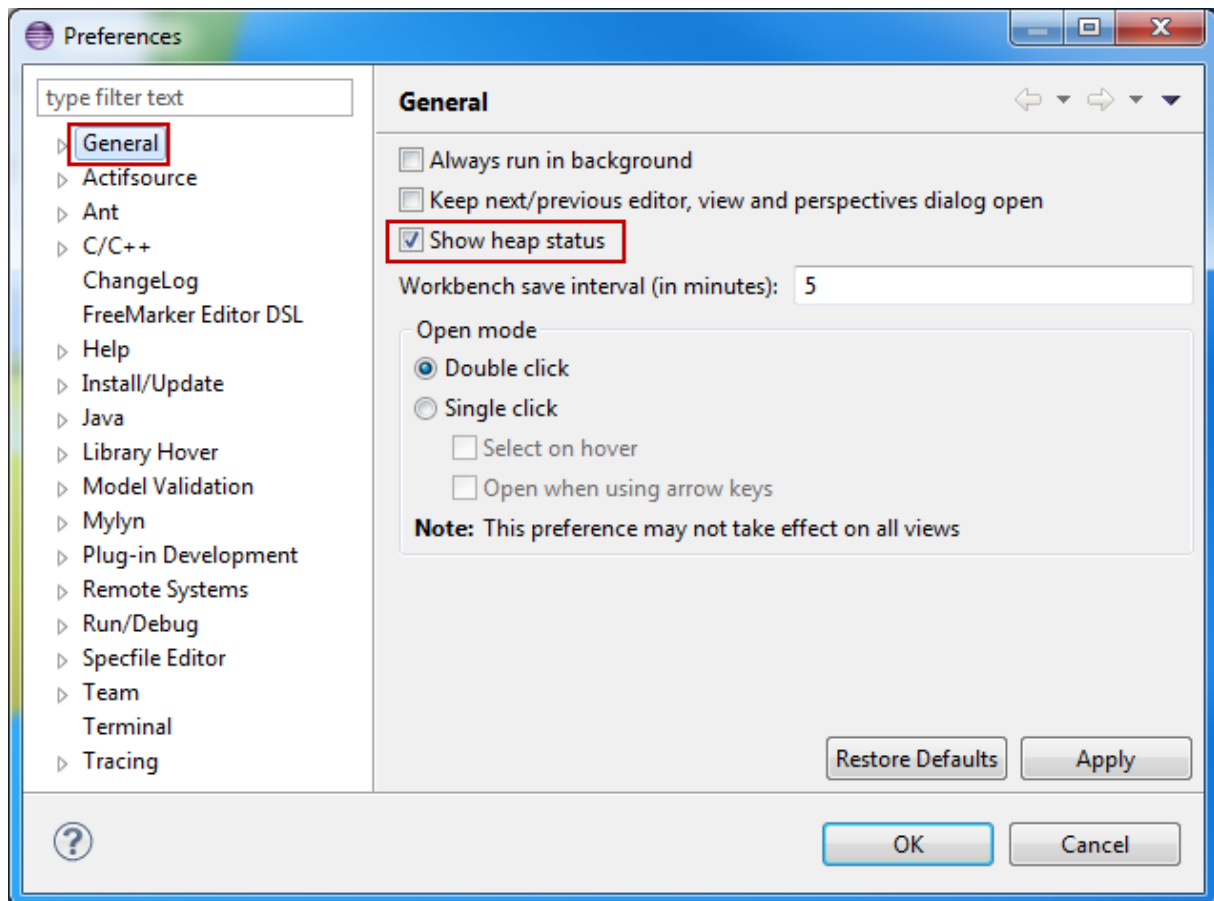 Preferences
type filter text
General
Actifsource
Ant
C/C++
ChangeLog
FreeMarker Editor DSL
Help
Install/Update
Java
Library Hover
Model Validation
Mylyn
Plug-in Development
Remote Systems
Run/Debug
Specfile Editor
Team
Terminal
Tracing
General
Always run in background
Keep next/previous editor, view and perspectives dialog open
Show heap status
Workbench save interval (in minutes): 5
Open mode
Double click
Single click
Select on hover
Open when using arrow keys
Note: This preference may not take effect on all views
Restore Defaults Apply
? OK Cancel